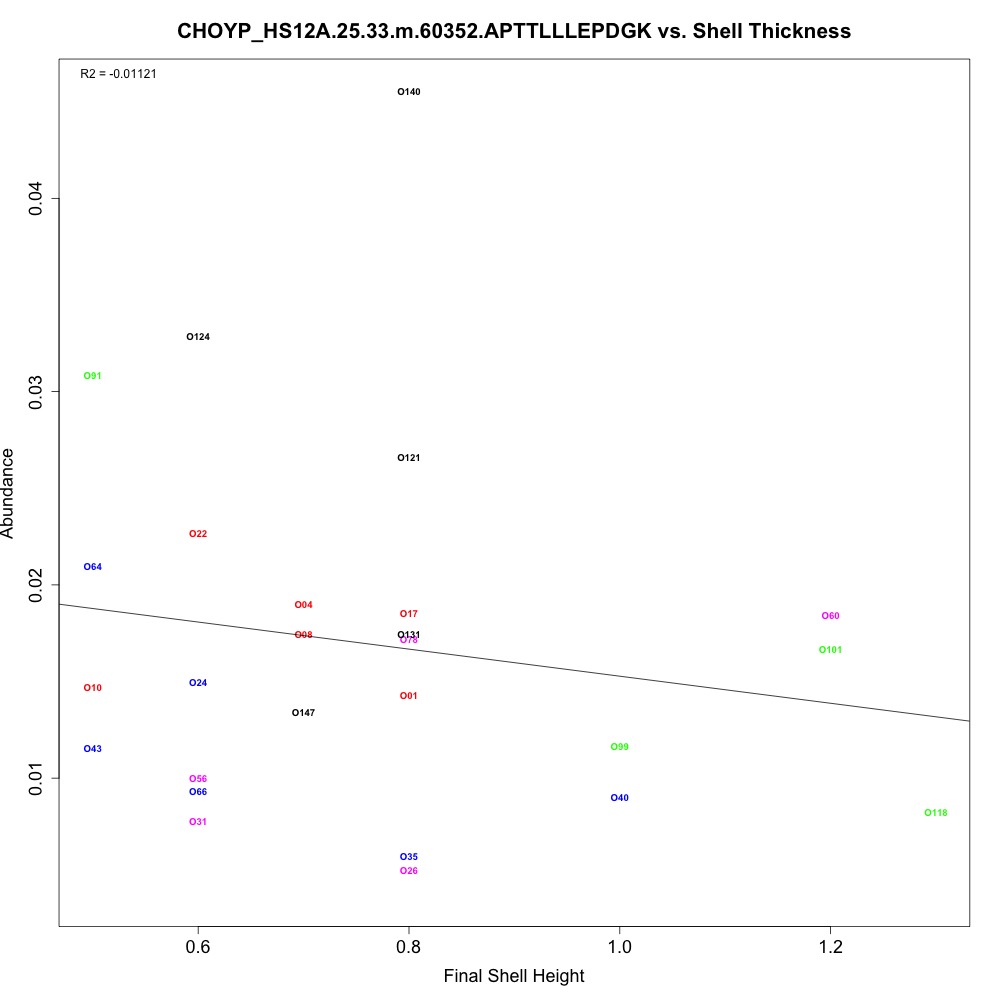 CHOYP_HS12A.25.33.m.60352.APTTLLLEPDGK vs. Shell Thickness
R2 = -0.01121
O140
0.04
O124
O91
0.03
O121
Abundance
O22
O64
0.02
O04
O17
O60
O08
O131
O78
O101
O24
O10
O01
O147
O99
O43
0.01
O56
O66
O40
O118
O31
O35
O26
0.6 0.8 1.0 1.2
Final Shell Height